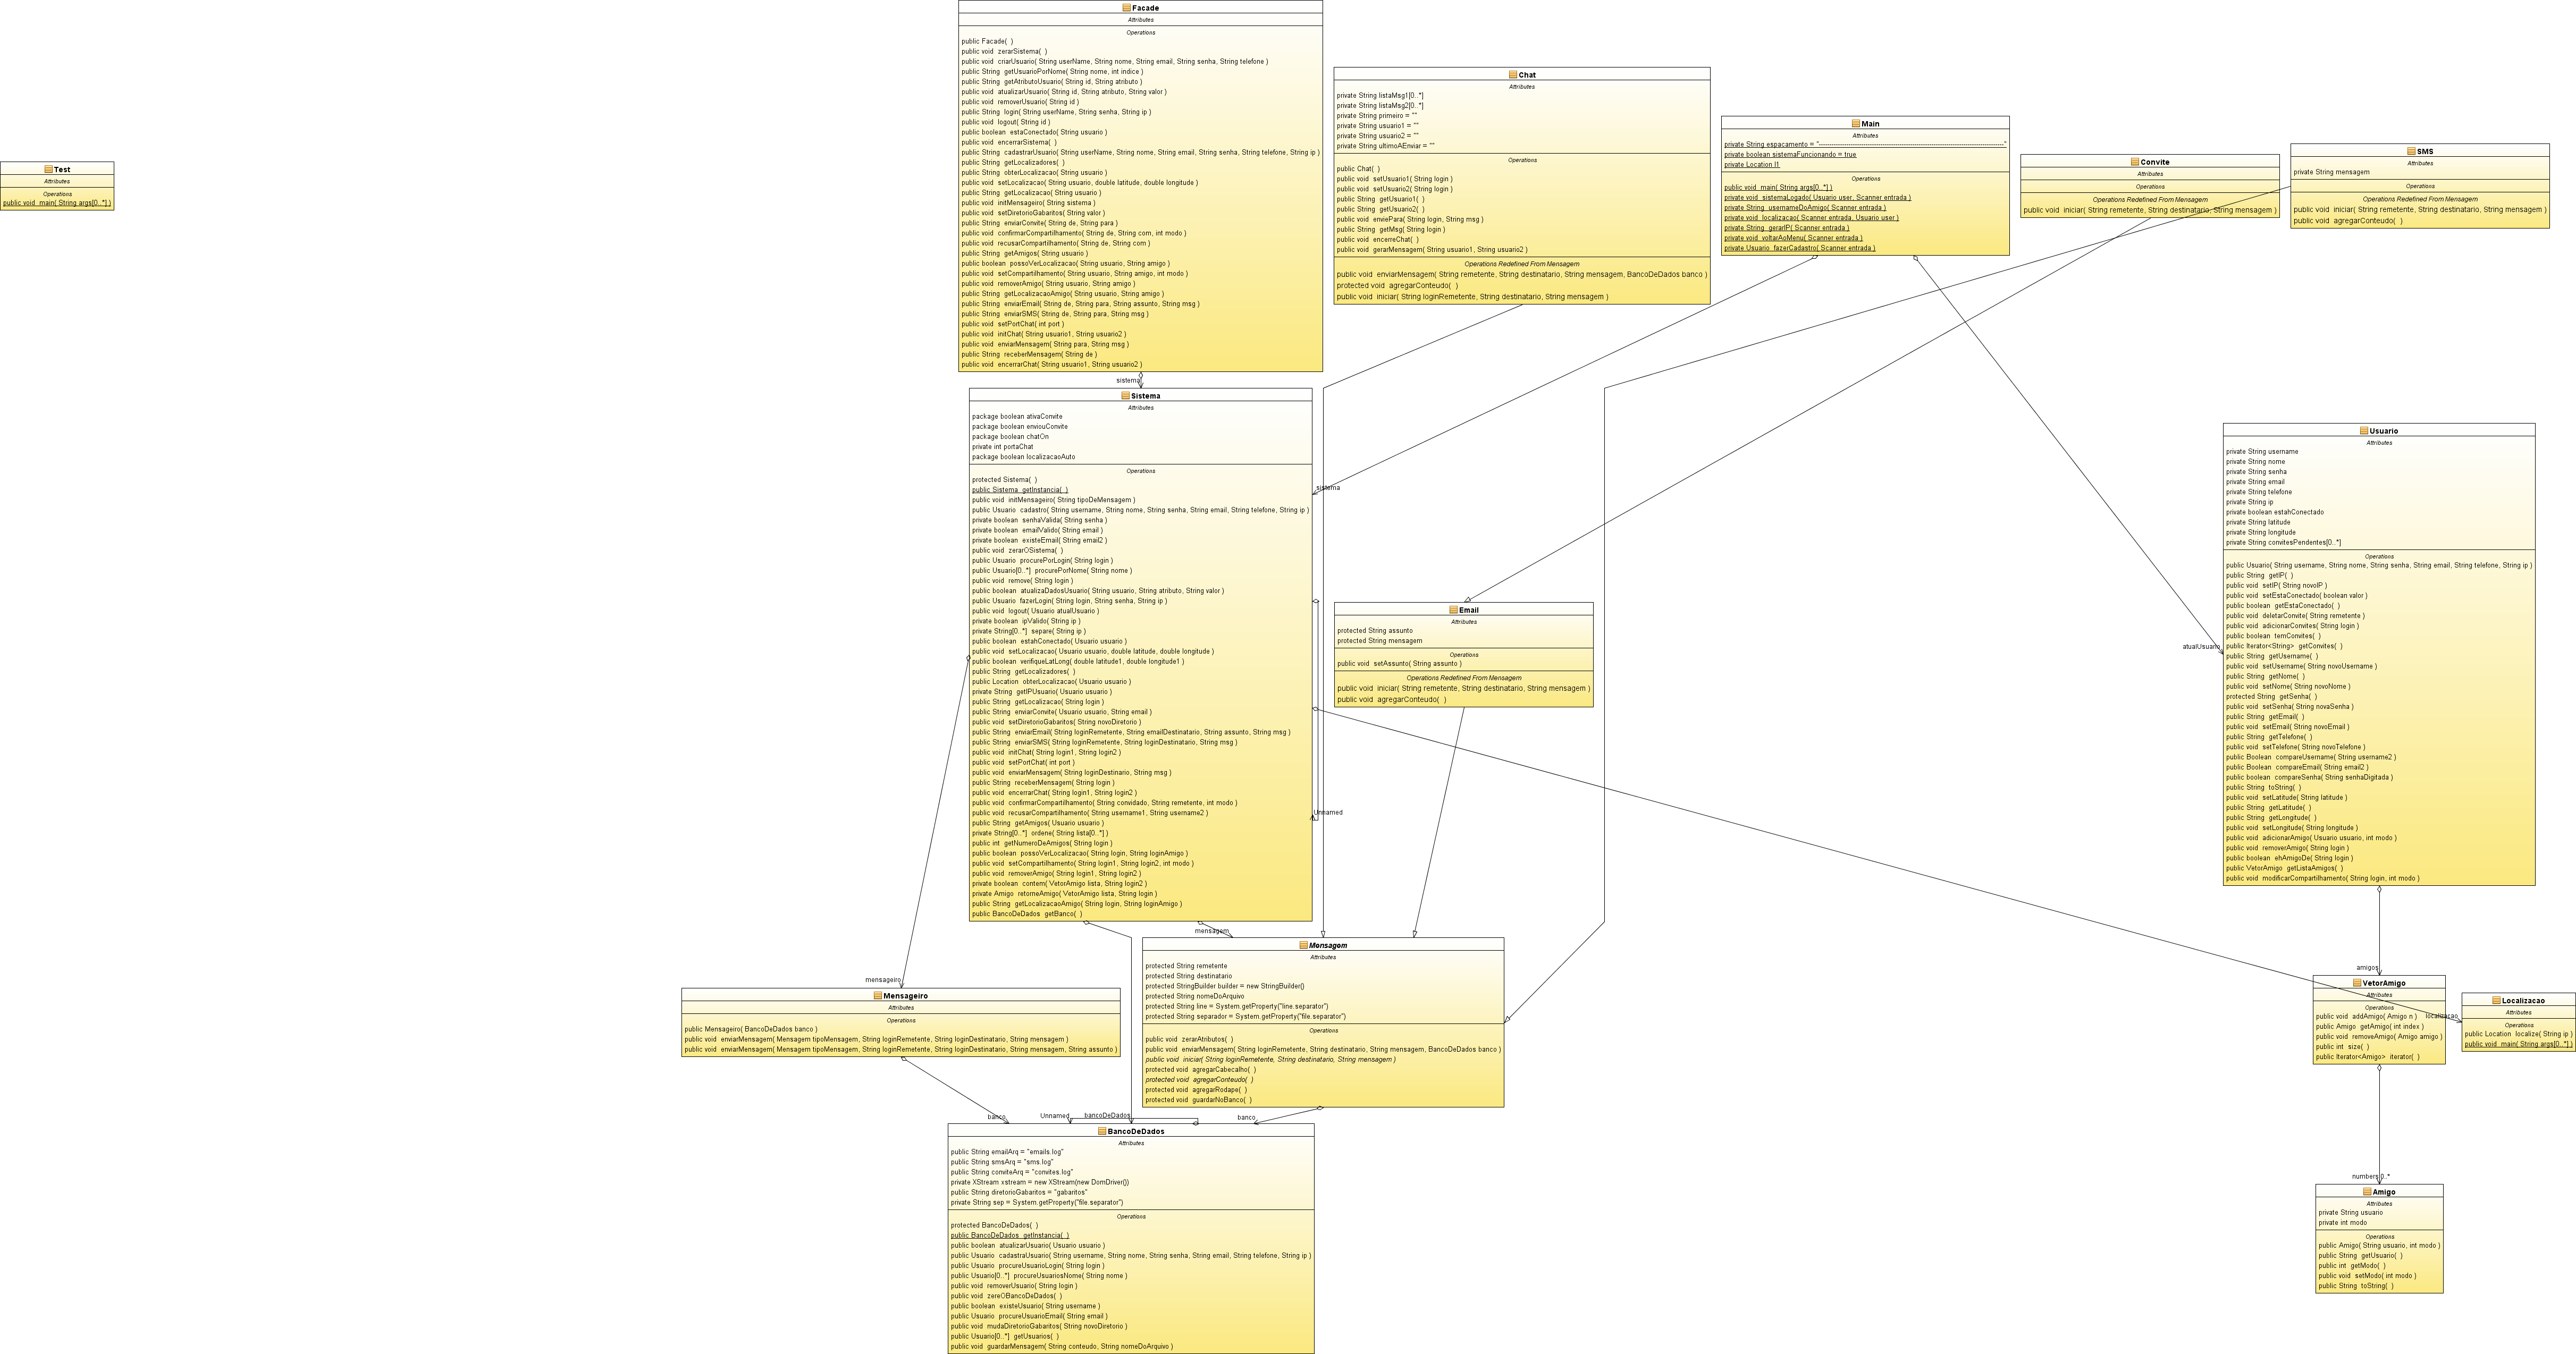 Facade
Attributes
Operations
public Facade( )
public void zerarSistema( )
public void criarUsuario( String userName, String nome, String email, String senha, String telefone )
public String getUsuarioPorNome( String nome, int indice )
public String getAtributoUsuario( String id, String atributo )
public void atualizarUsuario( String id, String atributo, String valor )
public void removerUsuario( String id )
public String login( String userName, String senha, String ip )
public void logout( String id )
public boolean estaConectado( String usuario )
public void encerrarSistema( )
public String cadastrarUsuario( String userName, String nome, String email, String senha, String telefone, String ip )
public String getLocalizadores( )
public String obterLocalizacao( String usuario )
public void setLocalizacao( String usuario, double latitude, double longitude )
public String getLocalizacao( String usuario )
public void initMensageiro( String sistema )
public void setDiretorioGabaritos( String valor )
public String enviarConvite( String de, String para )
public void confirmarCompartilhamento( String de, String com, int modo )
public void recusarCompartilhamento( String de, String com )
public String getAmigos( String usuario )
public boolean possoVerLocalizacao( String usuario, String amigo )
public void setCompartilhamento( String usuario, String amigo, int modo )
public void removerAmigo( String usuario, String amigo )
public String getLocalizacaoAmigo( String usuario, String amigo )
public String enviarEmail( String de, String para, String assunto, String msg )
public String enviarSMS( String de, String para, String msg )
public void setPortChat( int port )
public void initChat( String usuario1, String usuario2 )
public void enviarMensagem( String para, String msg )
public String receberMensagem( String de )
public void encerrarChat( String usuario1, String usuario2 )
Chat
Attributes
private String listaMsg1[0..*]
private String listaMsg2[0..*]
private String primeiro = ""
private String usuario1 = ""
private String usuario2 = ""
private String ultimoAEnviar = ""
Operations
public Chat( )
public void setUsuario1( String login )
public void setUsuario2( String login )
public String getUsuario1( )
public String getUsuario2( )
public void enviePara( String login, String msg )
public String getMsg( String login )
public void encerreChat( )
public void gerarMensagem( String usuario1, String usuario2 )
Operations Redefined From Mensagem
public void enviarMensagem( String remetente, String destinatario, String mensagem, BancoDeDados banco )
protected void agregarConteudo( )
public void iniciar( String loginRemetente, String destinatario, String mensagem )
Main
Attributes
private String espacamento = "-----------------------------------------------------------------------------------"
private boolean sistemaFuncionando = true
private Location l1
Operations
public void main( String args[0..*] )
private void sistemaLogado( Usuario user, Scanner entrada )
private String usernameDoAmigo( Scanner entrada )
private void localizacao( Scanner entrada, Usuario user )
private String gerarIP( Scanner entrada )
private void voltarAoMenu( Scanner entrada )
private Usuario fazerCadastro( Scanner entrada )
Convite
Attributes
Operations
Operations Redefined From Mensagem
public void iniciar( String remetente, String destinatario, String mensagem )
SMS
Attributes
private String mensagem
Operations
Operations Redefined From Mensagem
public void iniciar( String remetente, String destinatario, String mensagem )
public void agregarConteudo( )
Test
Attributes
Operations
public void main( String args[0..*] )
sistema
Sistema
Attributes
package boolean ativaConvite
package boolean enviouConvite
package boolean chatOn
private int portaChat
package boolean localizacaoAuto
Operations
protected Sistema( )
public Sistema getInstancia( )
public void initMensageiro( String tipoDeMensagem )
public Usuario cadastro( String username, String nome, String senha, String email, String telefone, String ip )
private boolean senhaValida( String senha )
private boolean emailValido( String email )
private boolean existeEmail( String email2 )
public void zerarOSistema( )
public Usuario procurePorLogin( String login )
public Usuario[0..*] procurePorNome( String nome )
public void remove( String login )
public boolean atualizaDadosUsuario( String usuario, String atributo, String valor )
public Usuario fazerLogin( String login, String senha, String ip )
public void logout( Usuario atualUsuario )
private boolean ipValido( String ip )
private String[0..*] separe( String ip )
public boolean estahConectado( Usuario usuario )
public void setLocalizacao( Usuario usuario, double latitude, double longitude )
public boolean verifiqueLatLong( double latitude1, double longitude1 )
public String getLocalizadores( )
public Location obterLocalizacao( Usuario usuario )
private String getIPUsuario( Usuario usuario )
public String getLocalizacao( String login )
public String enviarConvite( Usuario usuario, String email )
public void setDiretorioGabaritos( String novoDiretorio )
public String enviarEmail( String loginRemetente, String emailDestinatario, String assunto, String msg )
public String enviarSMS( String loginRemetente, String loginDestinatario, String msg )
public void initChat( String login1, String login2 )
public void setPortChat( int port )
public void enviarMensagem( String loginDestinario, String msg )
public String receberMensagem( String login )
public void encerrarChat( String login1, String login2 )
public void confirmarCompartilhamento( String convidado, String remetente, int modo )
public void recusarCompartilhamento( String username1, String username2 )
public String getAmigos( Usuario usuario )
private String[0..*] ordene( String lista[0..*] )
public int getNumeroDeAmigos( String login )
public boolean possoVerLocalizacao( String login, String loginAmigo )
public void setCompartilhamento( String login1, String login2, int modo )
public void removerAmigo( String login1, String login2 )
private boolean contem( VetorAmigo lista, String login2 )
private Amigo retorneAmigo( VetorAmigo lista, String login )
public String getLocalizacaoAmigo( String login, String loginAmigo )
public BancoDeDados getBanco( )
sistema
Unnamed
Email
Attributes
protected String assunto
protected String mensagem
Operations
public void setAssunto( String assunto )
Operations Redefined From Mensagem
public void iniciar( String remetente, String destinatario, String mensagem )
public void agregarConteudo( )
atualUsuario
Usuario
Attributes
private String username
private String nome
private String senha
private String email
private String telefone
private String ip
private boolean estahConectado
private String latitude
private String longitude
private String convitesPendentes[0..*]
Operations
public Usuario( String username, String nome, String senha, String email, String telefone, String ip )
public String getIP( )
public void setIP( String novoIP )
public void setEstaConectado( boolean valor )
public boolean getEstaConectado( )
public void deletarConvite( String remetente )
public void adicionarConvites( String login )
public boolean temConvites( )
public Iterator<String> getConvites( )
public String getUsername( )
public void setUsername( String novoUsername )
public String getNome( )
public void setNome( String novoNome )
protected String getSenha( )
public void setSenha( String novaSenha )
public String getEmail( )
public void setEmail( String novoEmail )
public String getTelefone( )
public void setTelefone( String novoTelefone )
public Boolean compareUsername( String username2 )
public Boolean compareEmail( String email2 )
public boolean compareSenha( String senhaDigitada )
public String toString( )
public void setLatitude( String latitude )
public String getLatitude( )
public String getLongitude( )
public void setLongitude( String longitude )
public void adicionarAmigo( Usuario usuario, int modo )
public void removerAmigo( String login )
public boolean ehAmigoDe( String login )
public VetorAmigo getListaAmigos( )
public void modificarCompartilhamento( String login, int modo )
mensageiro
Mensageiro
Attributes
Operations
public Mensageiro( BancoDeDados banco )
public void enviarMensagem( Mensagem tipoMensagem, String loginRemetente, String loginDestinatario, String mensagem )
public void enviarMensagem( Mensagem tipoMensagem, String loginRemetente, String loginDestinatario, String mensagem, String assunto )
mensagem
Mensagem
Attributes
protected String remetente
protected String destinatario
protected StringBuilder builder = new StringBuilder()
protected String nomeDoArquivo
protected String line = System.getProperty("line.separator")
protected String separador = System.getProperty("file.separator")
Operations
public void zerarAtributos( )
public void enviarMensagem( String loginRemetente, String destinatario, String mensagem, BancoDeDados banco )
public void iniciar( String loginRemetente, String destinatario, String mensagem )
protected void agregarCabecalho( )
protected void agregarConteudo( )
protected void agregarRodape( )
protected void guardarNoBanco( )
amigos
VetorAmigo
Attributes
Operations
public void addAmigo( Amigo n )
public Amigo getAmigo( int index )
public void removeAmigo( Amigo amigo )
public int size( )
public Iterator<Amigo> iterator( )
localizacao
Localizacao
Attributes
Operations
public Location localize( String ip )
public void main( String args[0..*] )
banco
Unnamed
bancoDeDados
banco
BancoDeDados
Attributes
public String emailArq = "emails.log"
public String smsArq = "sms.log"
public String conviteArq = "convites.log"
private XStream xstream = new XStream(new DomDriver())
public String diretorioGabaritos = "gabaritos"
private String sep = System.getProperty("file.separator")
Operations
protected BancoDeDados( )
public BancoDeDados getInstancia( )
public boolean atualizarUsuario( Usuario usuario )
public Usuario cadastraUsuario( String username, String nome, String senha, String email, String telefone, String ip )
public Usuario procureUsuarioLogin( String login )
public Usuario[0..*] procureUsuariosNome( String nome )
public void removerUsuario( String login )
public void zereOBancoDeDados( )
public boolean existeUsuario( String username )
public Usuario procureUsuarioEmail( String email )
public void mudaDiretorioGabaritos( String novoDiretorio )
public Usuario[0..*] getUsuarios( )
public void guardarMensagem( String conteudo, String nomeDoArquivo )
numbers 0..*
Amigo
Attributes
private String usuario
private int modo
Operations
public Amigo( String usuario, int modo )
public String getUsuario( )
public int getModo( )
public void setModo( int modo )
public String toString( )